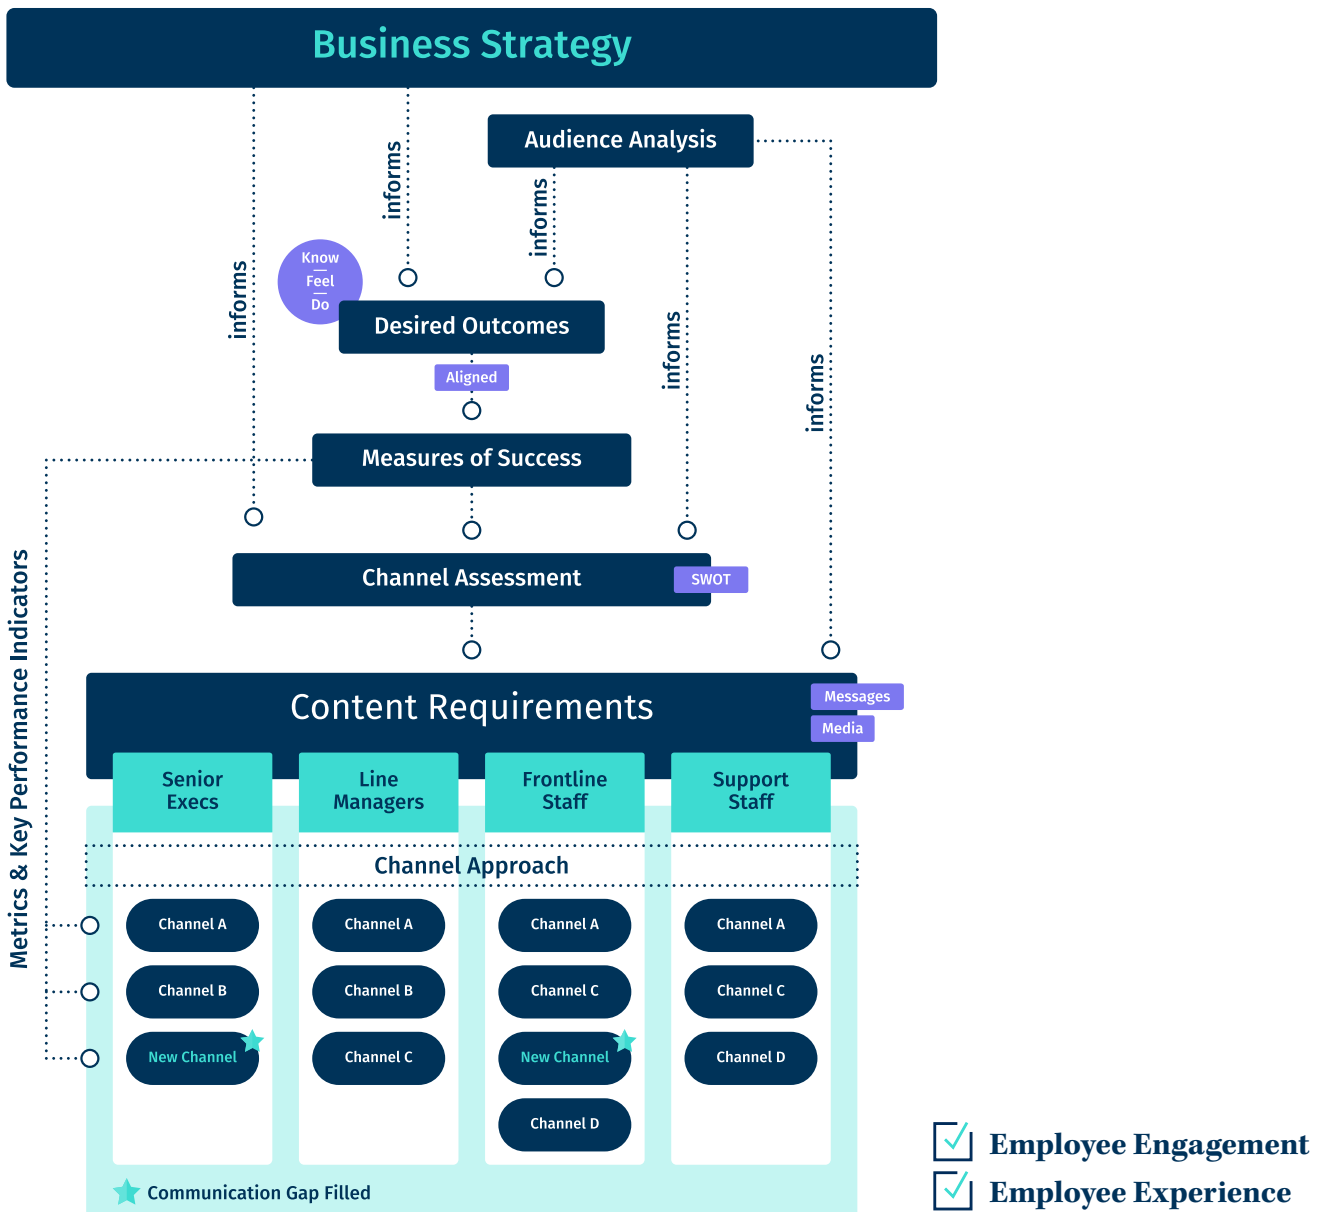 Business Strategy
Audience Analysis
informs
informs
informs
informs
informs
Know
Feel
Do
Desired Outcomes
Aligned
Measures of Success
Channel Assessment
SWOT
Metrics & Key Performance Indicators
Content Requirements
Messages
Media
Senior
Execs
Line
Managers
Frontline
Staff
Support
Staff
Channel Approach
Channel A
Channel A
Channel A
Channel A
Channel B
Channel B
Channel C
Channel C
New Channel
Channel C
New Channel
Channel D
Channel D
Communication Gap Filled
Employee Engagement
Employee Experience